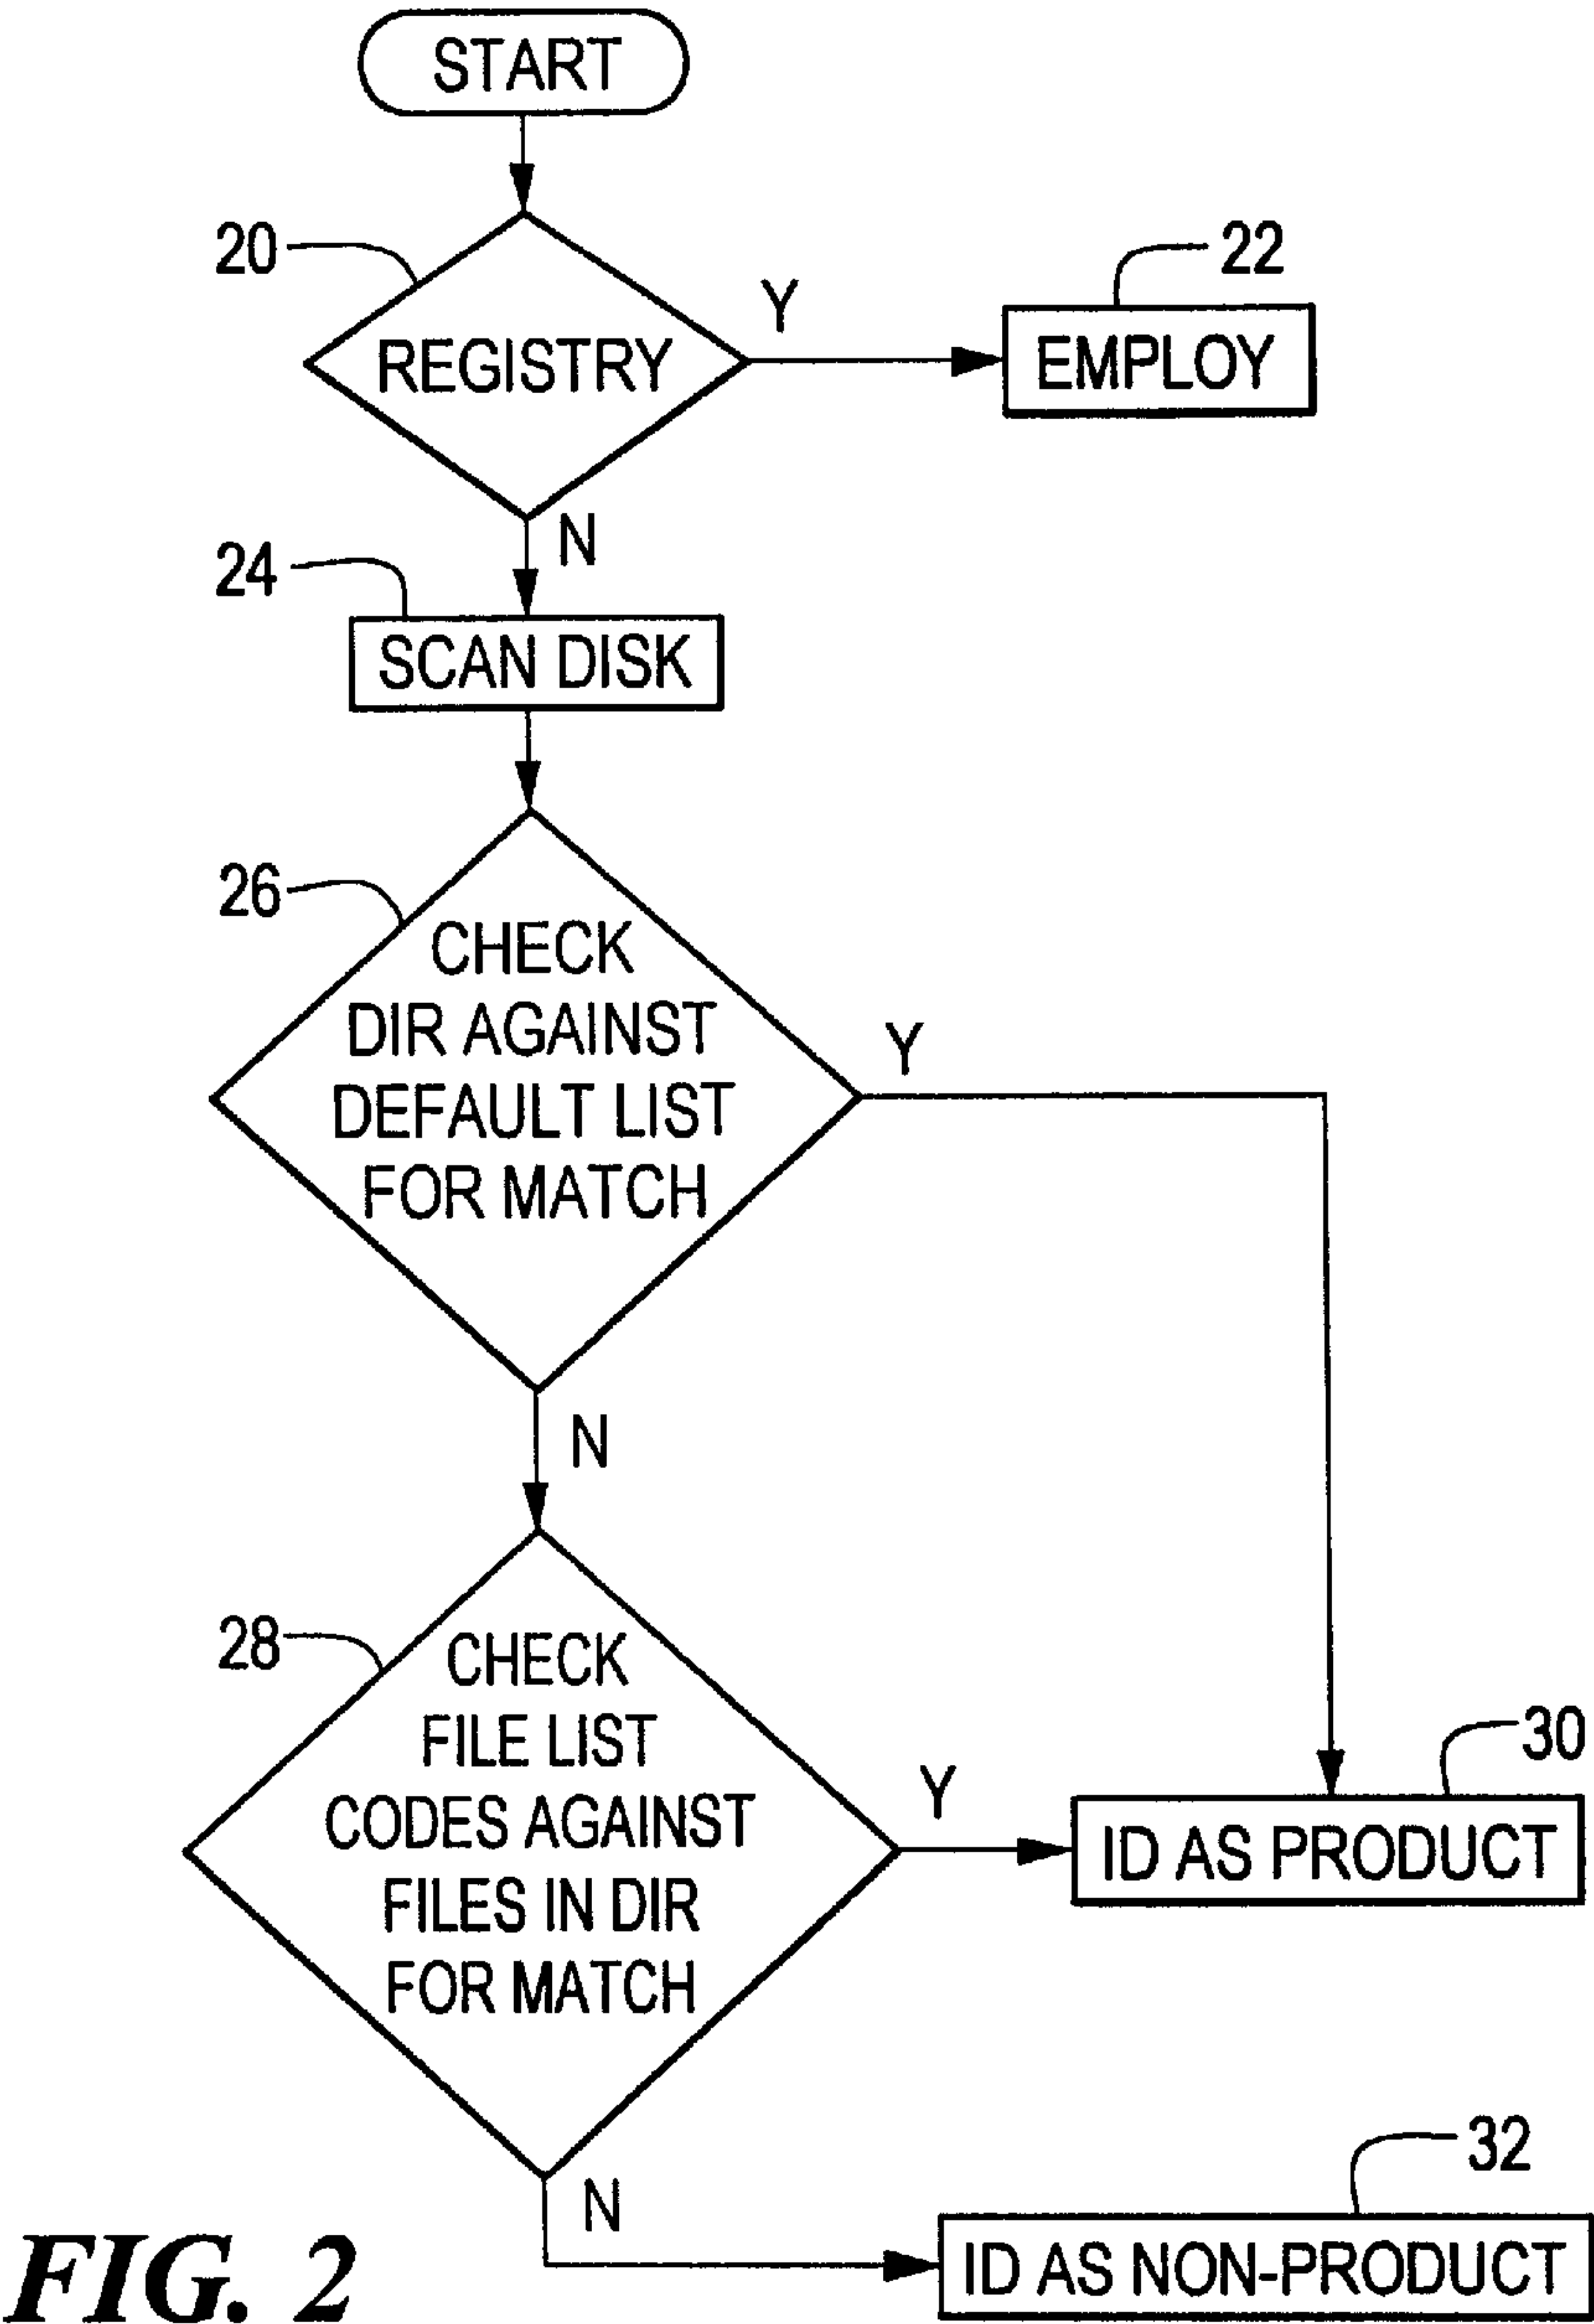 START
20
Y
22
REGISTRY
EMPLOY
N
24
SCAN DISK
26
CHECK
DIR AGAINST
DEFAULT LIST
FOR MATCH
Y
N
28
CHECK
FILE LIST
CODES AGAINST
FILES IN DIR
FOR MATCH
Y
30
ID AS PRODUCT
N
32
ID AS NON-PRODUCT
FIG. 2